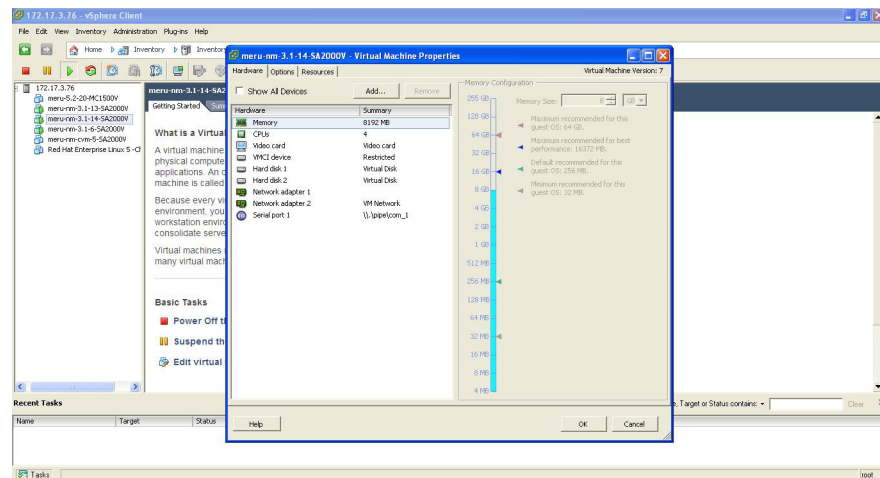 172.17.3.76 - vSphere Client
File Edit View Inventory Administration Plug-ins Help
Home Inventory Inventory
172.17.3.76
meru-5.2-20-MC1500V
meru-nm-3.1-13-SA2000V
meru-nm-3.1-14-SA2000V
meru-nm-3.1-6-SA2000V
meru-nm-cvm-5-SA2000V
Red Hat Enterprise Linux 5 -Cl
meru-nm-3.1-14-SA2
Getting Started Sum
What is a Virtual
A virtual machine
physical compute
applications. An o
machine is called
Because every vi
environment, you
workstation enviro
consolidate serve
Virtual machines
many virtual mach
Basic Tasks
Power Off t
Suspend th
Edit virtual
meru-nm-3.1-14-SA2000V - Virtual Machine Properties
Hardware Options Resources Virtual Machine Version: 7
Show All Devices Add... Remove
Hardware Summary
Memory 8192 MB
CPUs 4
Video card Video card
VMCI device Restricted
Hard disk 1 Virtual Disk
Hard disk 2 Virtual Disk
Network adapter 1
Network adapter 2 VM Network
Serial port 1 \\.\pipe\com_1
Memory Configuration
255 GB
128 GB
64 GB
32 GB
16 GB
8 GB
4 GB
2 GB
1 GB
512 MB
256 MB
128 MB
64 MB
32 MB
16 MB
8 MB
4 MB
Memory Size: 8 GB
Maximum recommended for this
guest OS: 64 GB.
Maximum recommended for best
performance: 16372 MB.
Default recommended for this
guest OS: 256 MB.
Minimum recommended for this
guest OS: 32 MB.
Help OK Cancel
Recent Tasks
e, Target or Status contains: Clear
Name Target Status
Tasks root